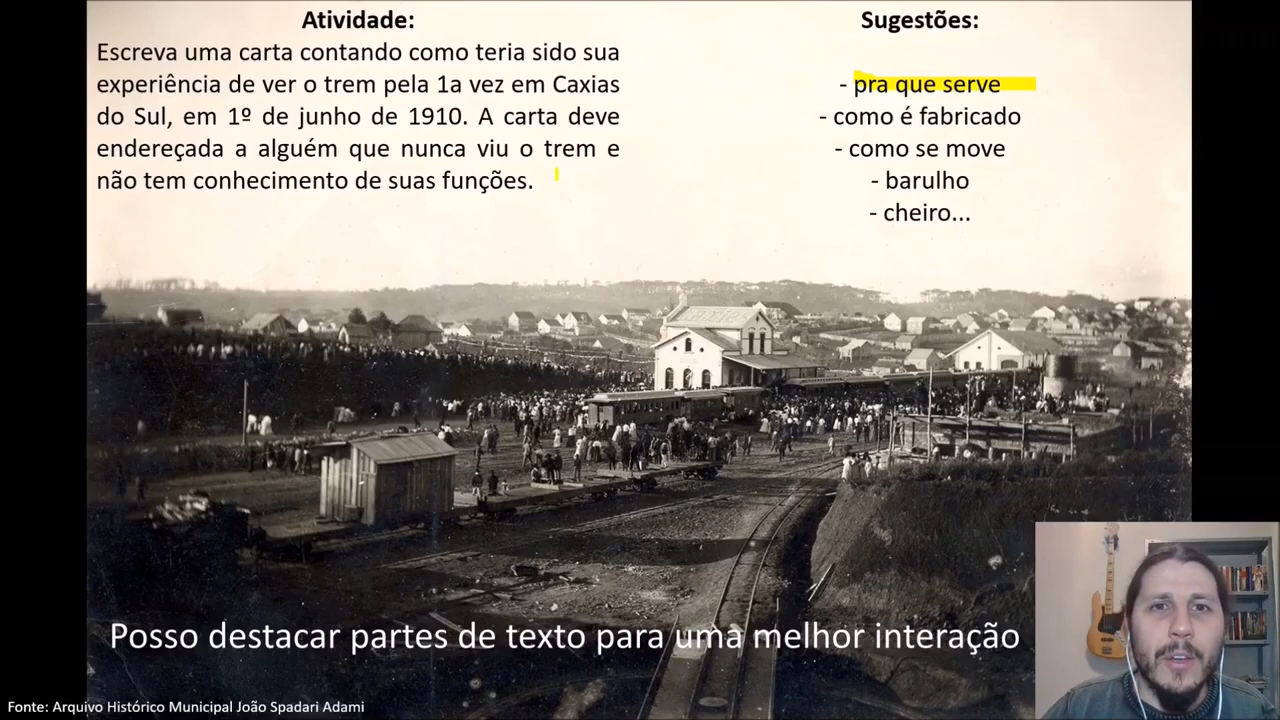 Atividade:
Escreva uma carta contando como teria sido sua
experiência de ver o trem pela 1a vez em Caxias
do Sul, em 1º de junho de 1910. A carta deve
endereçada a alguém que nunca viu o trem e
não tem conhecimento de suas funções.
Sugestões:
- pra que serve
- como é fabricado
- como se move
- barulho
- cheiro...
Posso destacar partes de texto para uma melhor interação
Fonte: Arquivo Histórico Municipal João Spadari Adami